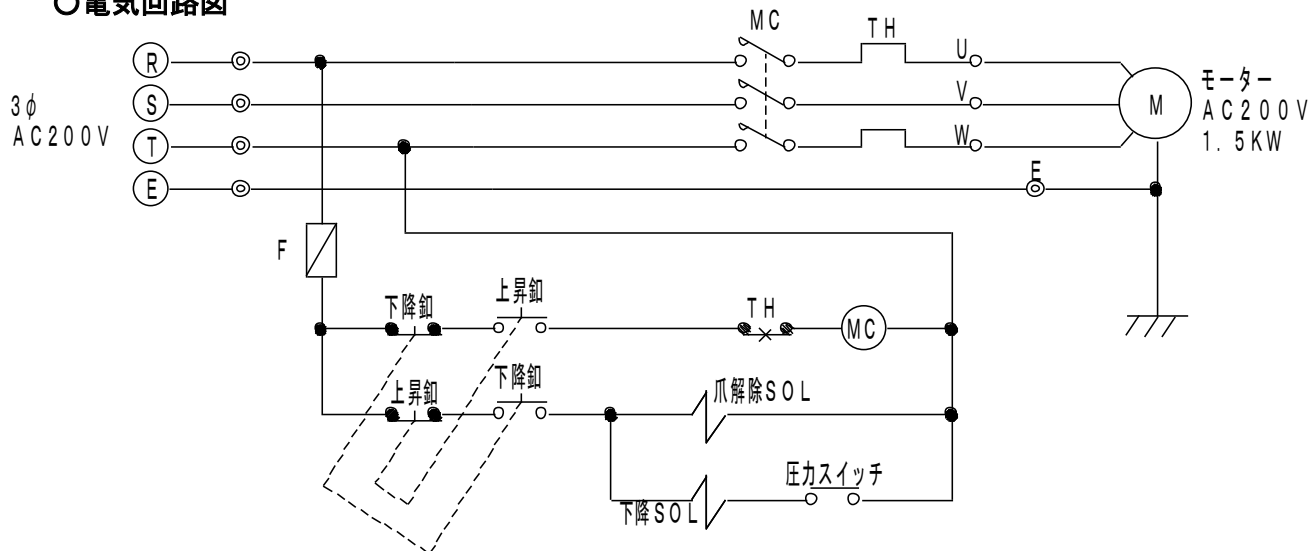 ○電気回路図
MC
TH
R
U
3φ
AC200V
S
V
M
モーター
AC200V
1.5KW
T
W
E
E
F
下降釦
上昇釦
TH
MC
上昇釦
下降釦
爪解除SOL
圧力スイッチ
下降SOL